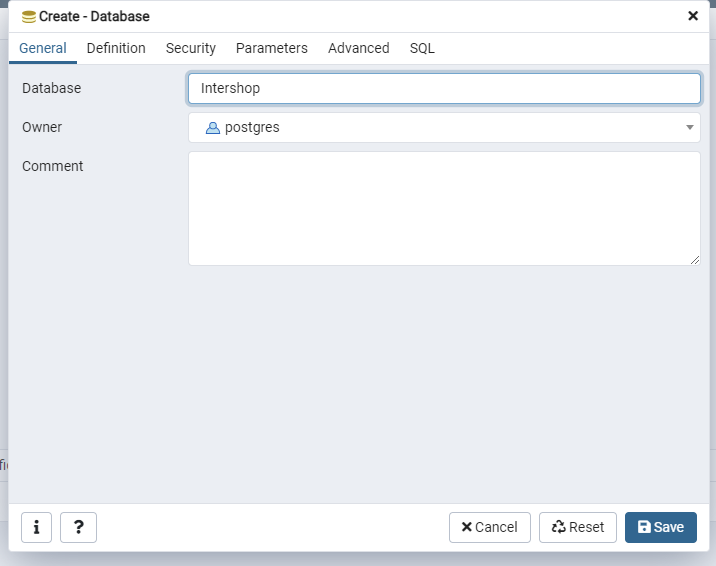 Create - Database
General Definition Security Parameters Advanced SQL
Database Intershop
Owner postgres
Comment
i ? Cancel Reset Save